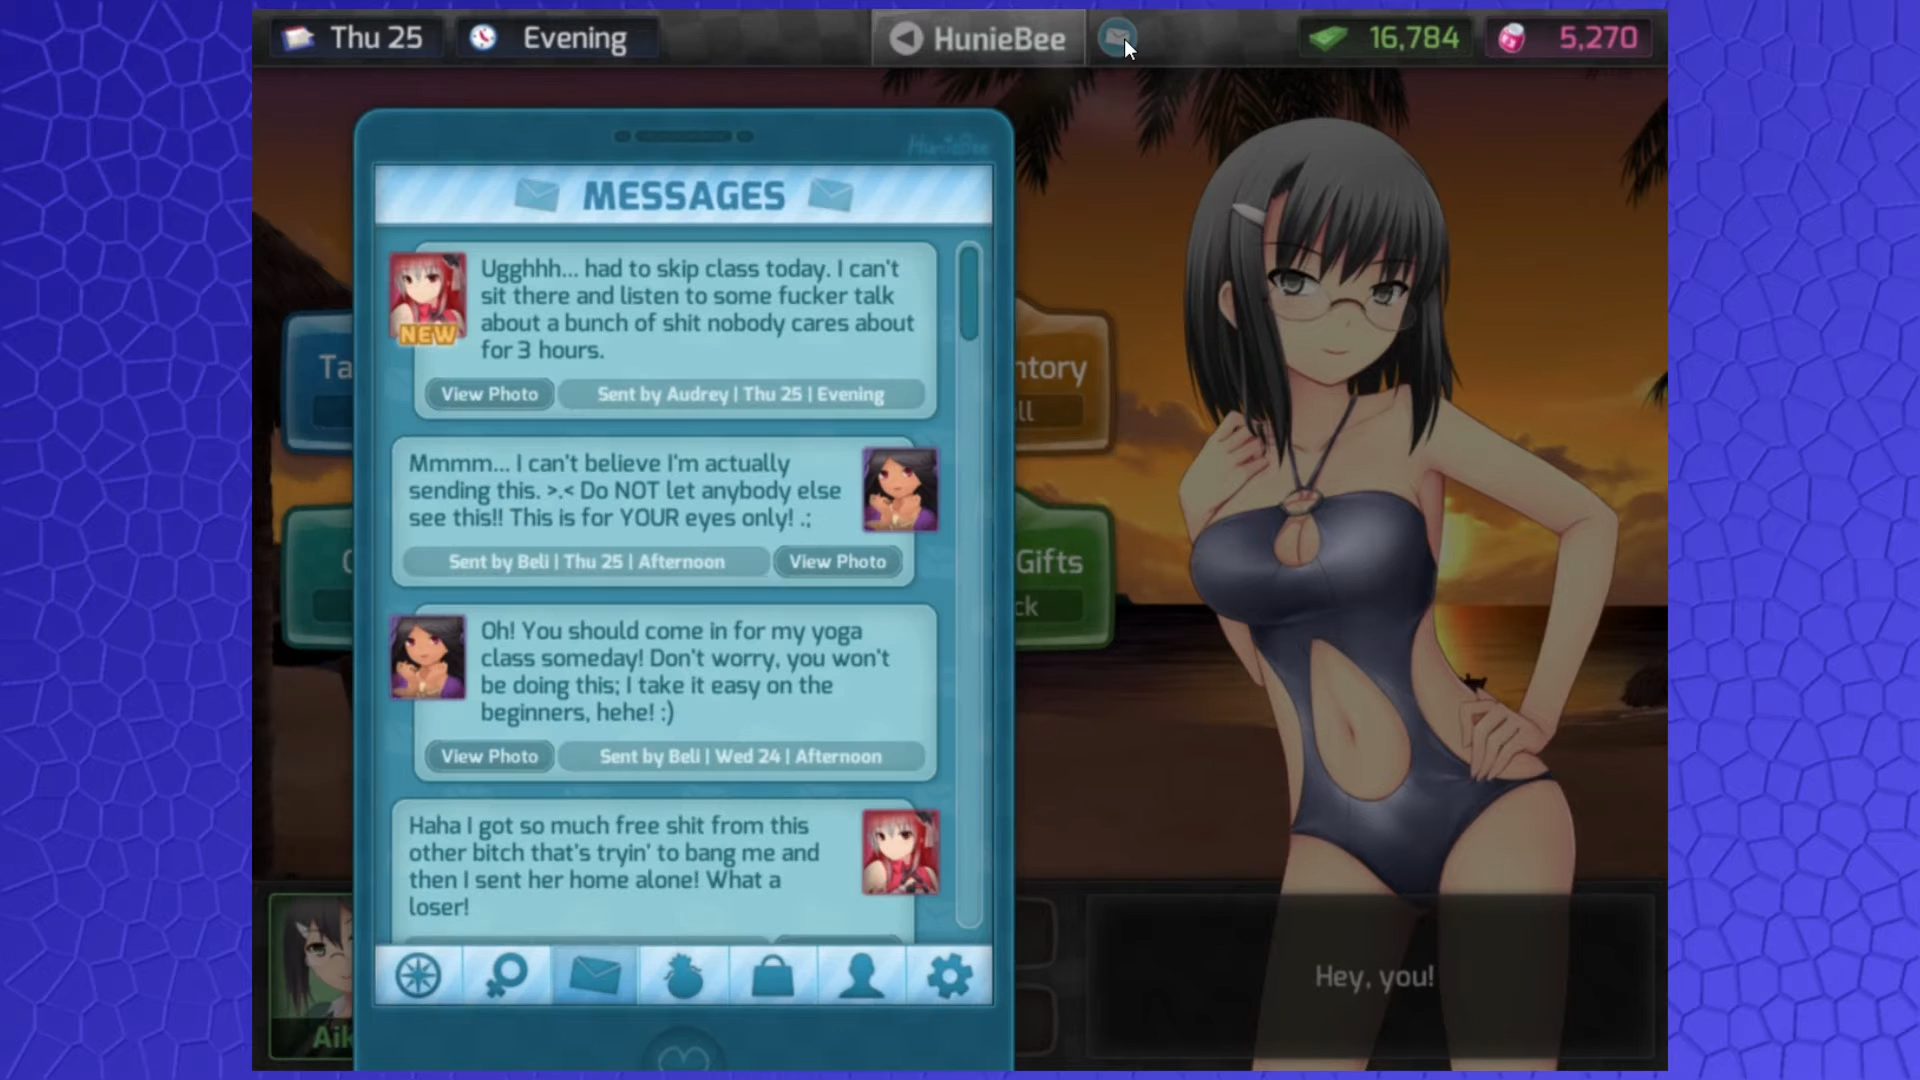 Thu 25
Evening
HunieBee
16,784
5,270
HunieBee
MESSAGES
Ugghhh... had to skip class today. I can't
sit there and listen to some fucker talk
about a bunch of shit nobody cares about
for 3 hours.
NEW
View Photo
Sent by Audrey | Thu 25 | Evening
Mmmm... I can't believe I'm actually
sending this. >.< Do NOT let anybody else
see this!! This is for YOUR eyes only! .;
Sent by Beli | Thu 25 | Afternoon
View Photo
Oh! You should come in for my yoga
class someday! Don't worry, you won't
be doing this; I take it easy on the
beginners, hehe! :)
View Photo
Sent by Beli | Wed 24 | Afternoon
Haha I got so much free shit from this
other bitch that's tryin' to bang me and
then I sent her home alone! What a
loser!
Ta
ntory
ll
Gifts
ck
Aik
Hey, you!